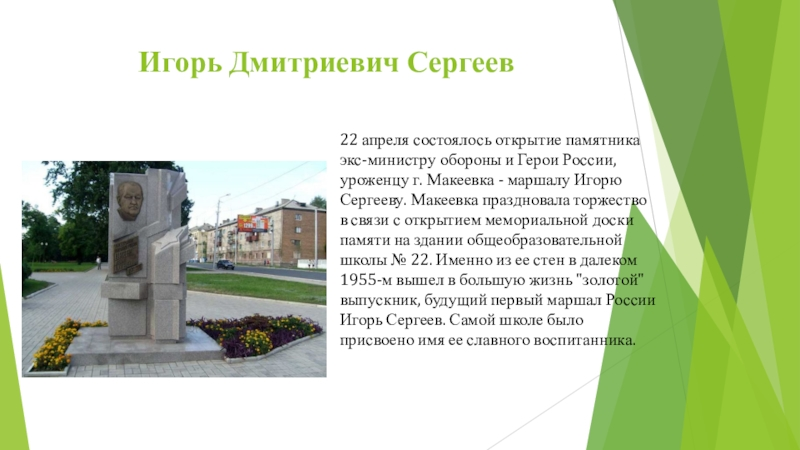 Игорь Дмитриевич Сергеев
22 апреля состоялось открытие памятника
экс-министру обороны и Герои России,
уроженцу г. Макеевка - маршалу Игорю
Сергееву. Макеевка праздновала торжество
в связи с открытием мемориальной доски
памяти на здании общеобразовательной
школы № 22. Именно из ее стен в далеком
1955-м вышел в большую жизнь "золотой"
выпускник, будущий первый маршал России
Игорь Сергеев. Самой школе было
присвоено имя ее славного воспитанника.